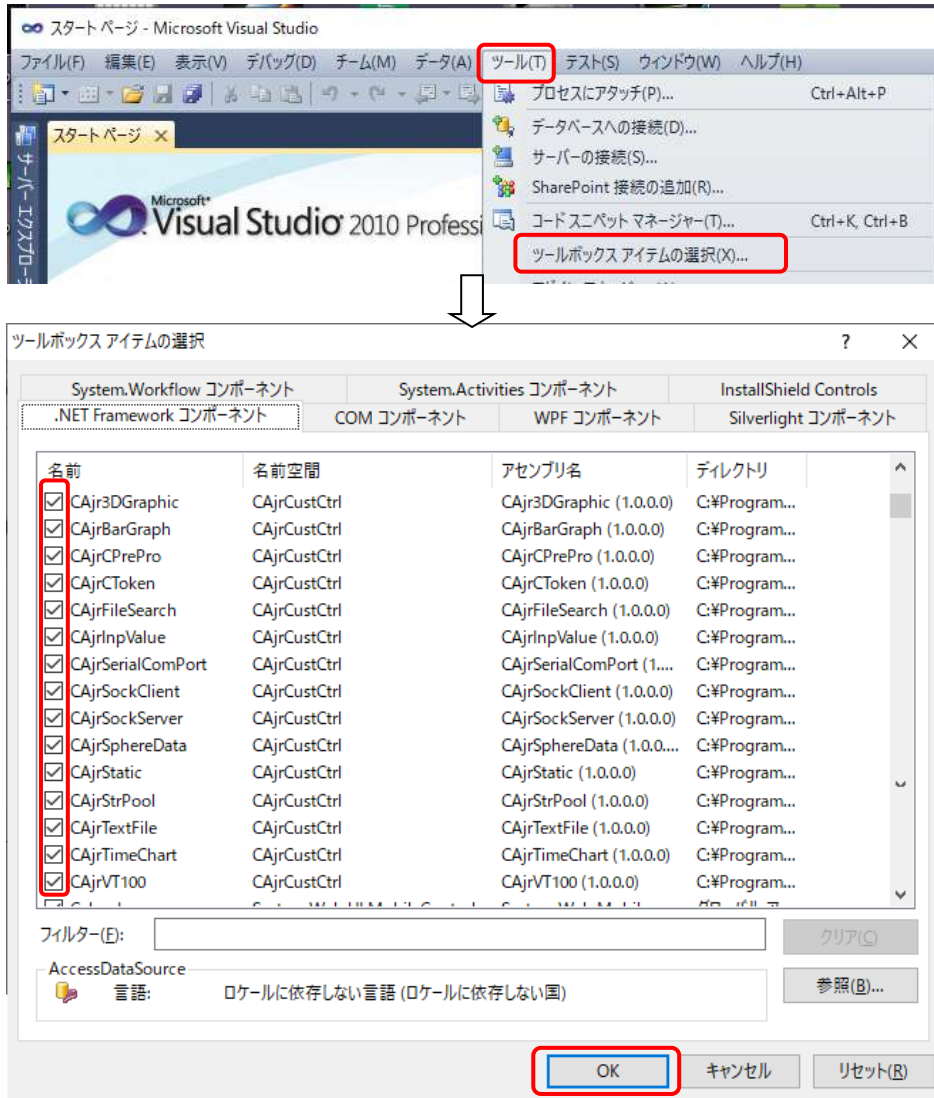 スタート ページ - Microsoft Visual Studio
ファイル(F) 編集(E) 表示(V) デバッグ(D) チーム(M) データ(A) ツール(T) テスト(S) ウィンドウ(W) ヘルプ(H)
プロセスにアタッチ(P)... Ctrl+Alt+P
スタート ページ
データベースへの接続(D)...
サーバーの接続(S)...
SharePoint 接続の追加(R)...
コード スニペット マネージャー(T)... Ctrl+K, Ctrl+B
ツールボックス アイテムの選択(X)...
サーバー エクスプローラ
Microsoft
Visual Studio 2010 Professi
ツールボックス アイテムの選択
System.Workflow コンポーネント System.Activities コンポーネント InstallShield Controls
.NET Framework コンポーネント COM コンポーネント WPF コンポーネント Silverlight コンポーネント
名前 名前空間 アセンブリ名 ディレクトリ
CAjr3DGraphic CAjrCustCtrl CAjr3DGraphic (1.0.0.0) C:¥Program...
CAjrBarGraph CAjrCustCtrl CAjrBarGraph (1.0.0.0) C:¥Program...
CAjrCPrePro CAjrCustCtrl CAjrCPrePro (1.0.0.0) C:¥Program...
CAjrCToken CAjrCustCtrl CAjrCToken (1.0.0.0) C:¥Program...
CAjrFileSearch CAjrCustCtrl CAjrFileSearch (1.0.0.0) C:¥Program...
CAjrInpValue CAjrCustCtrl CAjrInpValue (1.0.0.0) C:¥Program...
CAjrSerialComPort CAjrCustCtrl CAjrSerialComPort (1.... C:¥Program...
CAjrSockClient CAjrCustCtrl CAjrSockClient (1.0.0.0) C:¥Program...
CAjrSockServer CAjrCustCtrl CAjrSockServer (1.0.0.0) C:¥Program...
CAjrSphereData CAjrCustCtrl CAjrSphereData (1.0.0.... C:¥Program...
CAjrStatic CAjrCustCtrl CAjrStatic (1.0.0.0) C:¥Program...
CAjrStrPool CAjrCustCtrl CAjrStrPool (1.0.0.0) C:¥Program...
CAjrTextFile CAjrCustCtrl CAjrTextFile (1.0.0.0) C:¥Program...
CAjrTimeChart CAjrCustCtrl CAjrTimeChart (1.0.0.0) C:¥Program...
CAjrVT100 CAjrCustCtrl CAjrVT100 (1.0.0.0) C:¥Program...
フィルター(F): クリア(C)
AccessDataSource
言語: ロケールに依存しない言語 (ロケールに依存しない国) 参照(B)...
OK キャンセル リセット(R)